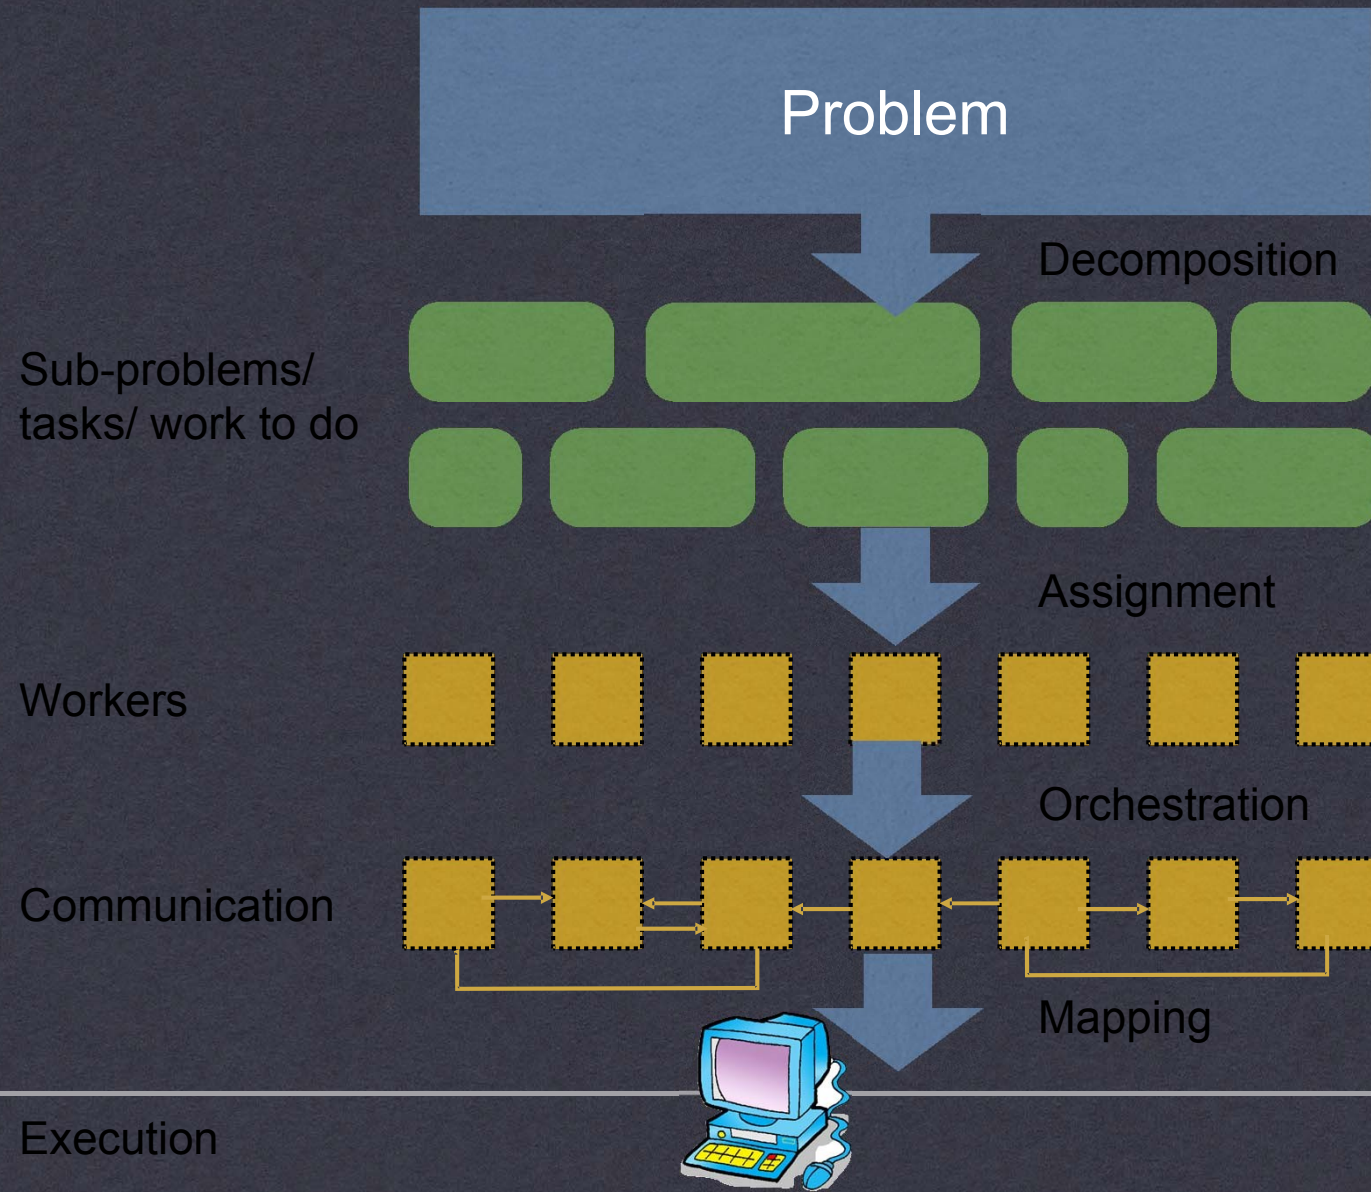 Problem
Decomposition
Sub-problems/
tasks/ work to do
Assignment
Workers
Orchestration
Communication
Mapping
Execution